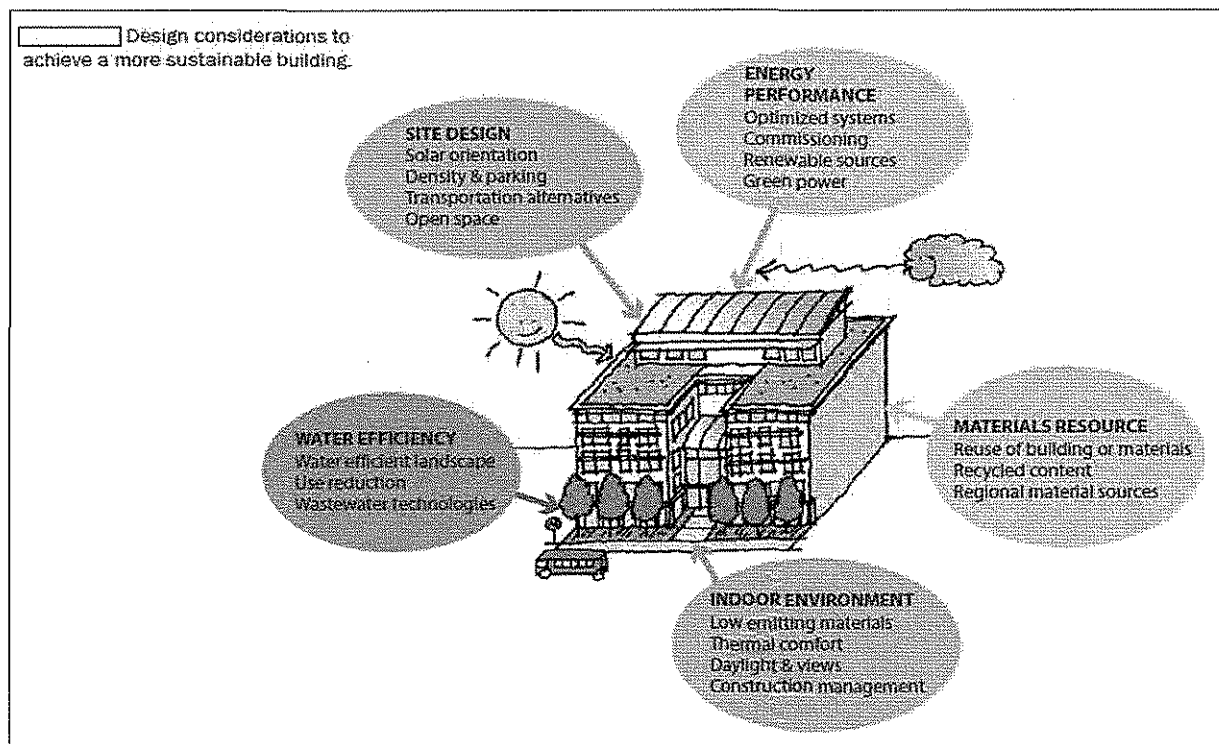 Design considerations to
achieve a more sustainable building.
ENERGY
PERFORMANCE
Optimized systems
Commissioning
Renewable sources
Green power
SITE DESIGN
Solar orientation
Density & parking
Transportation alternatives
Open space
WATER EFFICIENCY
Water efficient landscape
Use reduction
Wastewater technologies
MATERIALS RESOURCE
Reuse of building or materials
Recycled content
Regional material sources
INDOOR ENVIRONMENT
Low emitting materials
Thermal comfort
Daylight & views
Construction management